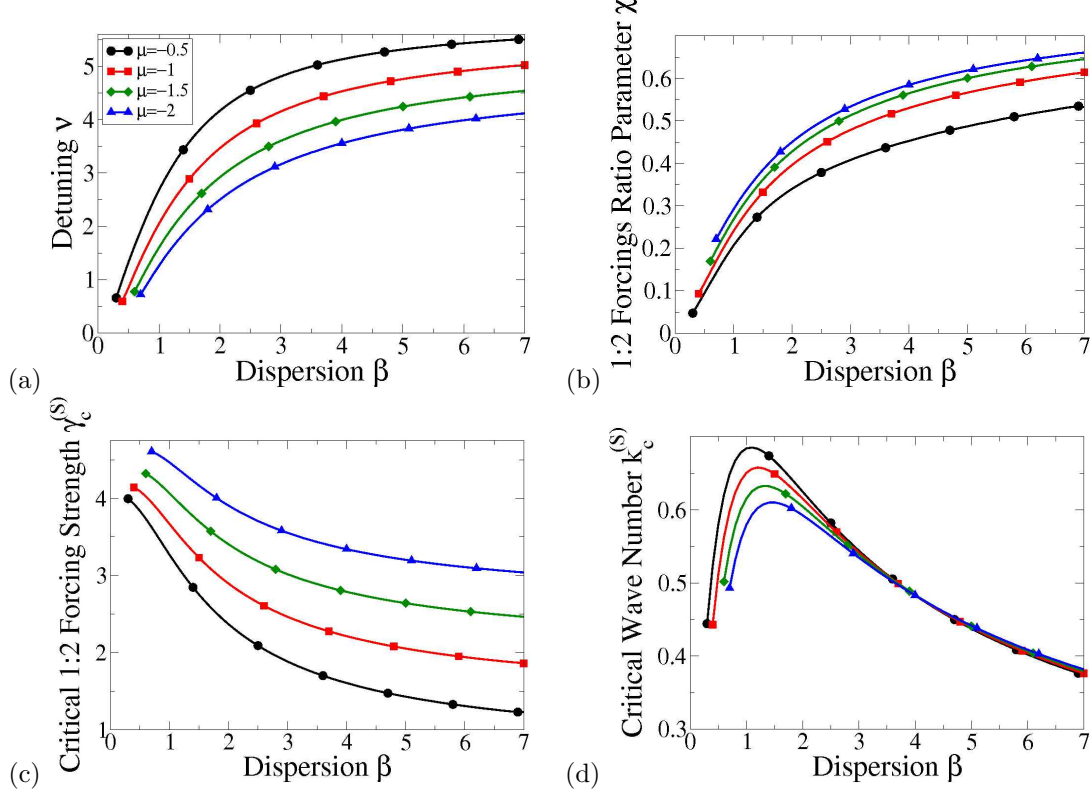 Detuning ν
5
4
3
2
1
0
μ=−0.5
μ=−1
μ=−1.5
μ=−2
0 1 2 3 4 5 6 7
Dispersion β
(a)
1:2 Forcings Ratio Parameter χ
0.6
0.5
0.4
0.3
0.2
0.1
0
0 1 2 3 4 5 6 7
Dispersion β
(b)
Critical 1:2 Forcing Strength γ_c^(S)
4
3
2
1
0 1 2 3 4 5 6 7
Dispersion β
(c)
Critical Wave Number k_c^(S)
0.6
0.5
0.4
0.3
0 1 2 3 4 5 6 7
Dispersion β
(d)